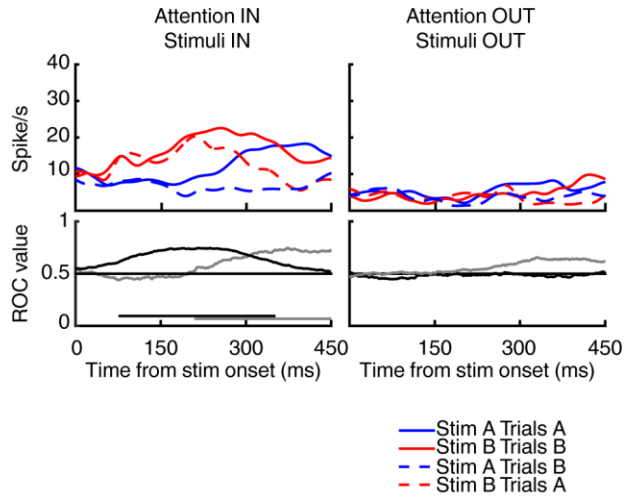 Attention IN
Stimuli IN
Attention OUT
Stimuli OUT
Spike/s
40
30
20
10
ROC value
1
0.5
0
0 150 300 450
Time from stim onset (ms)
0 150 300 450
Time from stim onset (ms)
Stim A Trials A
Stim B Trials B
Stim A Trials B
Stim B Trials A